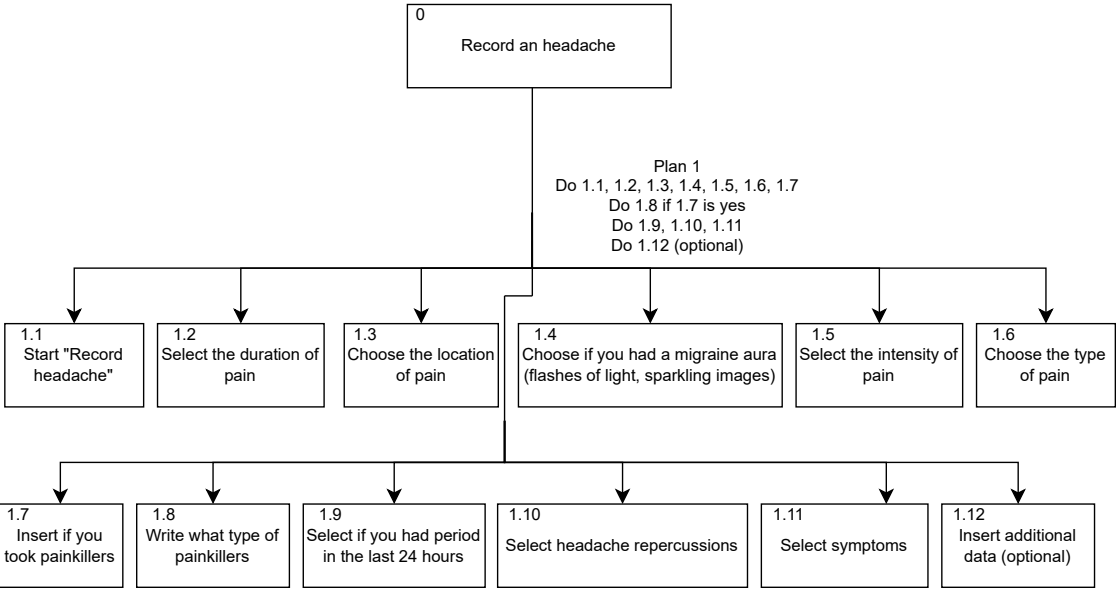 0
Record an headache
Plan 1
Do 1.1, 1.2, 1.3, 1.4, 1.5, 1.6, 1.7
Do 1.8 if 1.7 is yes
Do 1.9, 1.10, 1.11
Do 1.12 (optional)
1.1
Start "Record
headache"
1.2
Select the duration of
pain
1.3
Choose the location
of pain
1.4
Choose if you had a migraine aura
(flashes of light, sparkling images)
1.5
Select the intensity of
pain
1.6
Choose the type
of pain
1.7
Insert if you
took painkillers
1.8
Write what type of
painkillers
1.9
Select if you had period
in the last 24 hours
1.10
Select headache repercussions
1.11
Select symptoms
1.12
Insert additional
data (optional)